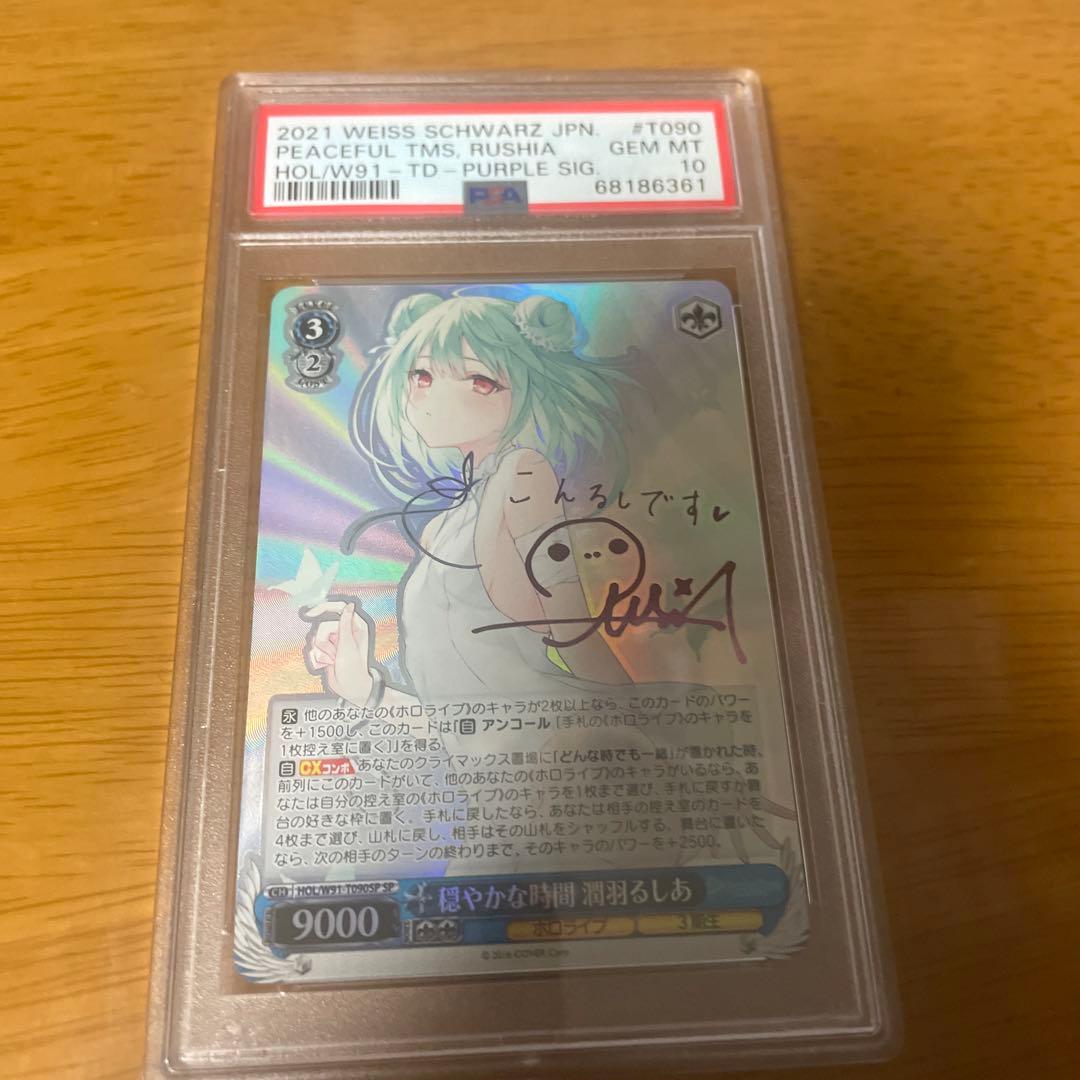 2021 WEISS SCHWARZ JPN. #T090
PEACEFUL TMS, RUSHIA GEM MT
HOL/W91-TD-PURPLE SIG. 10
68186361
PSA
3
2
COST
こんるしです
永 他のあなたの《ホロライブ》のキャラが2枚以上なら、このカードのパワー
を+1500し、このカードは「自 アンコール [手札の《ホロライブ》のキャラを
1枚控え室に置く]」を得る。
自 CXコンボ あなたのクライマックス置場に「どんな時でも一緒」が置かれた時、
前列にこのカードがいて、他のあなたの《ホロライブ》のキャラがいるなら、あ
なたは自分の控え室の《ホロライブ》のキャラを1枚まで選び、手札に戻すか舞
台の好きな枠に置く。手札に戻したなら、あなたは相手の控え室のカードを
4枚まで選び、山札に戻し、相手はその山札をシャッフルする。舞台に置いた
なら、次の相手のターンの終わりまで、そのキャラのパワーを+2500。
CH HOL/W91-T090SP SP
穏やかな時間 潤羽るしあ
9000
ホロライブ 3期生
© 2016 COVER Corp.